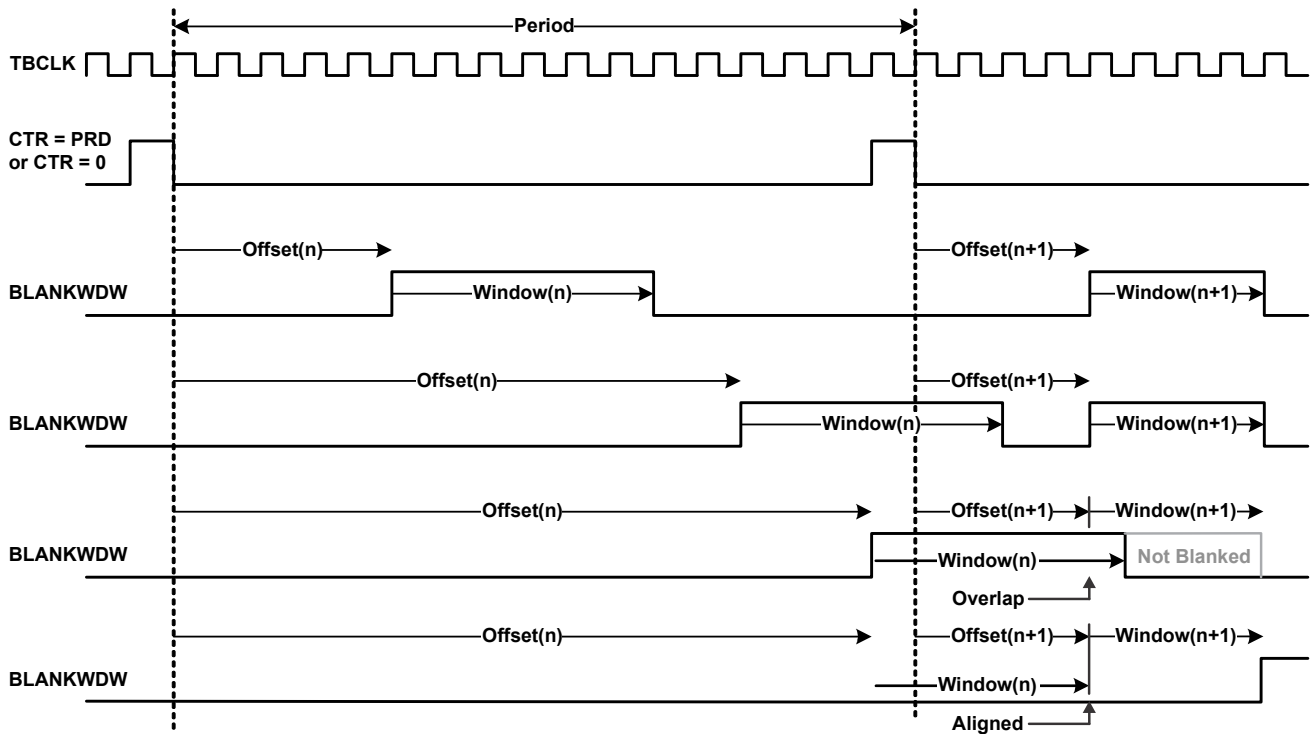 Period
TBCLK
CTR = PRD
or CTR = 0
Offset(n)
Offset(n+1)
BLANKWDW
Window(n)
Window(n+1)
Offset(n)
Offset(n+1)
BLANKWDW
Window(n)
Window(n+1)
Offset(n)
Offset(n+1)
Window(n+1)
BLANKWDW
Window(n)
Not Blanked
Overlap
Offset(n)
Offset(n+1)
Window(n+1)
BLANKWDW
Window(n)
Aligned